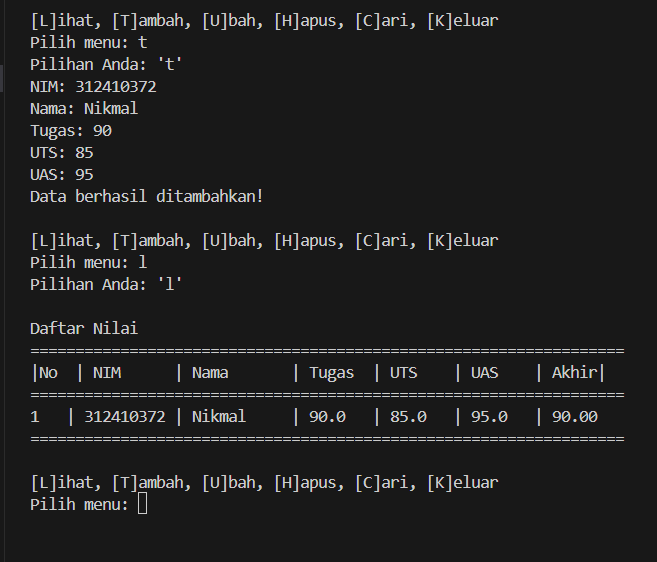 [L]ihat, [T]ambah, [U]bah, [H]apus, [C]ari, [K]eluar
Pilih menu: t
Pilihan Anda: 't'
NIM: 312410372
Nama: Nikmal
Tugas: 90
UTS: 85
UAS: 95
Data berhasil ditambahkan!
[L]ihat, [T]ambah, [U]bah, [H]apus, [C]ari, [K]eluar
Pilih menu: l
Pilihan Anda: 'l'
Daftar Nilai
==================================================================
|No  | NIM      | Nama       | Tugas  | UTS    | UAS    | Akhir|
==================================================================
1   | 312410372 | Nikmal     | 90.0   | 85.0   | 95.0   | 90.00
==================================================================
[L]ihat, [T]ambah, [U]bah, [H]apus, [C]ari, [K]eluar
Pilih menu: